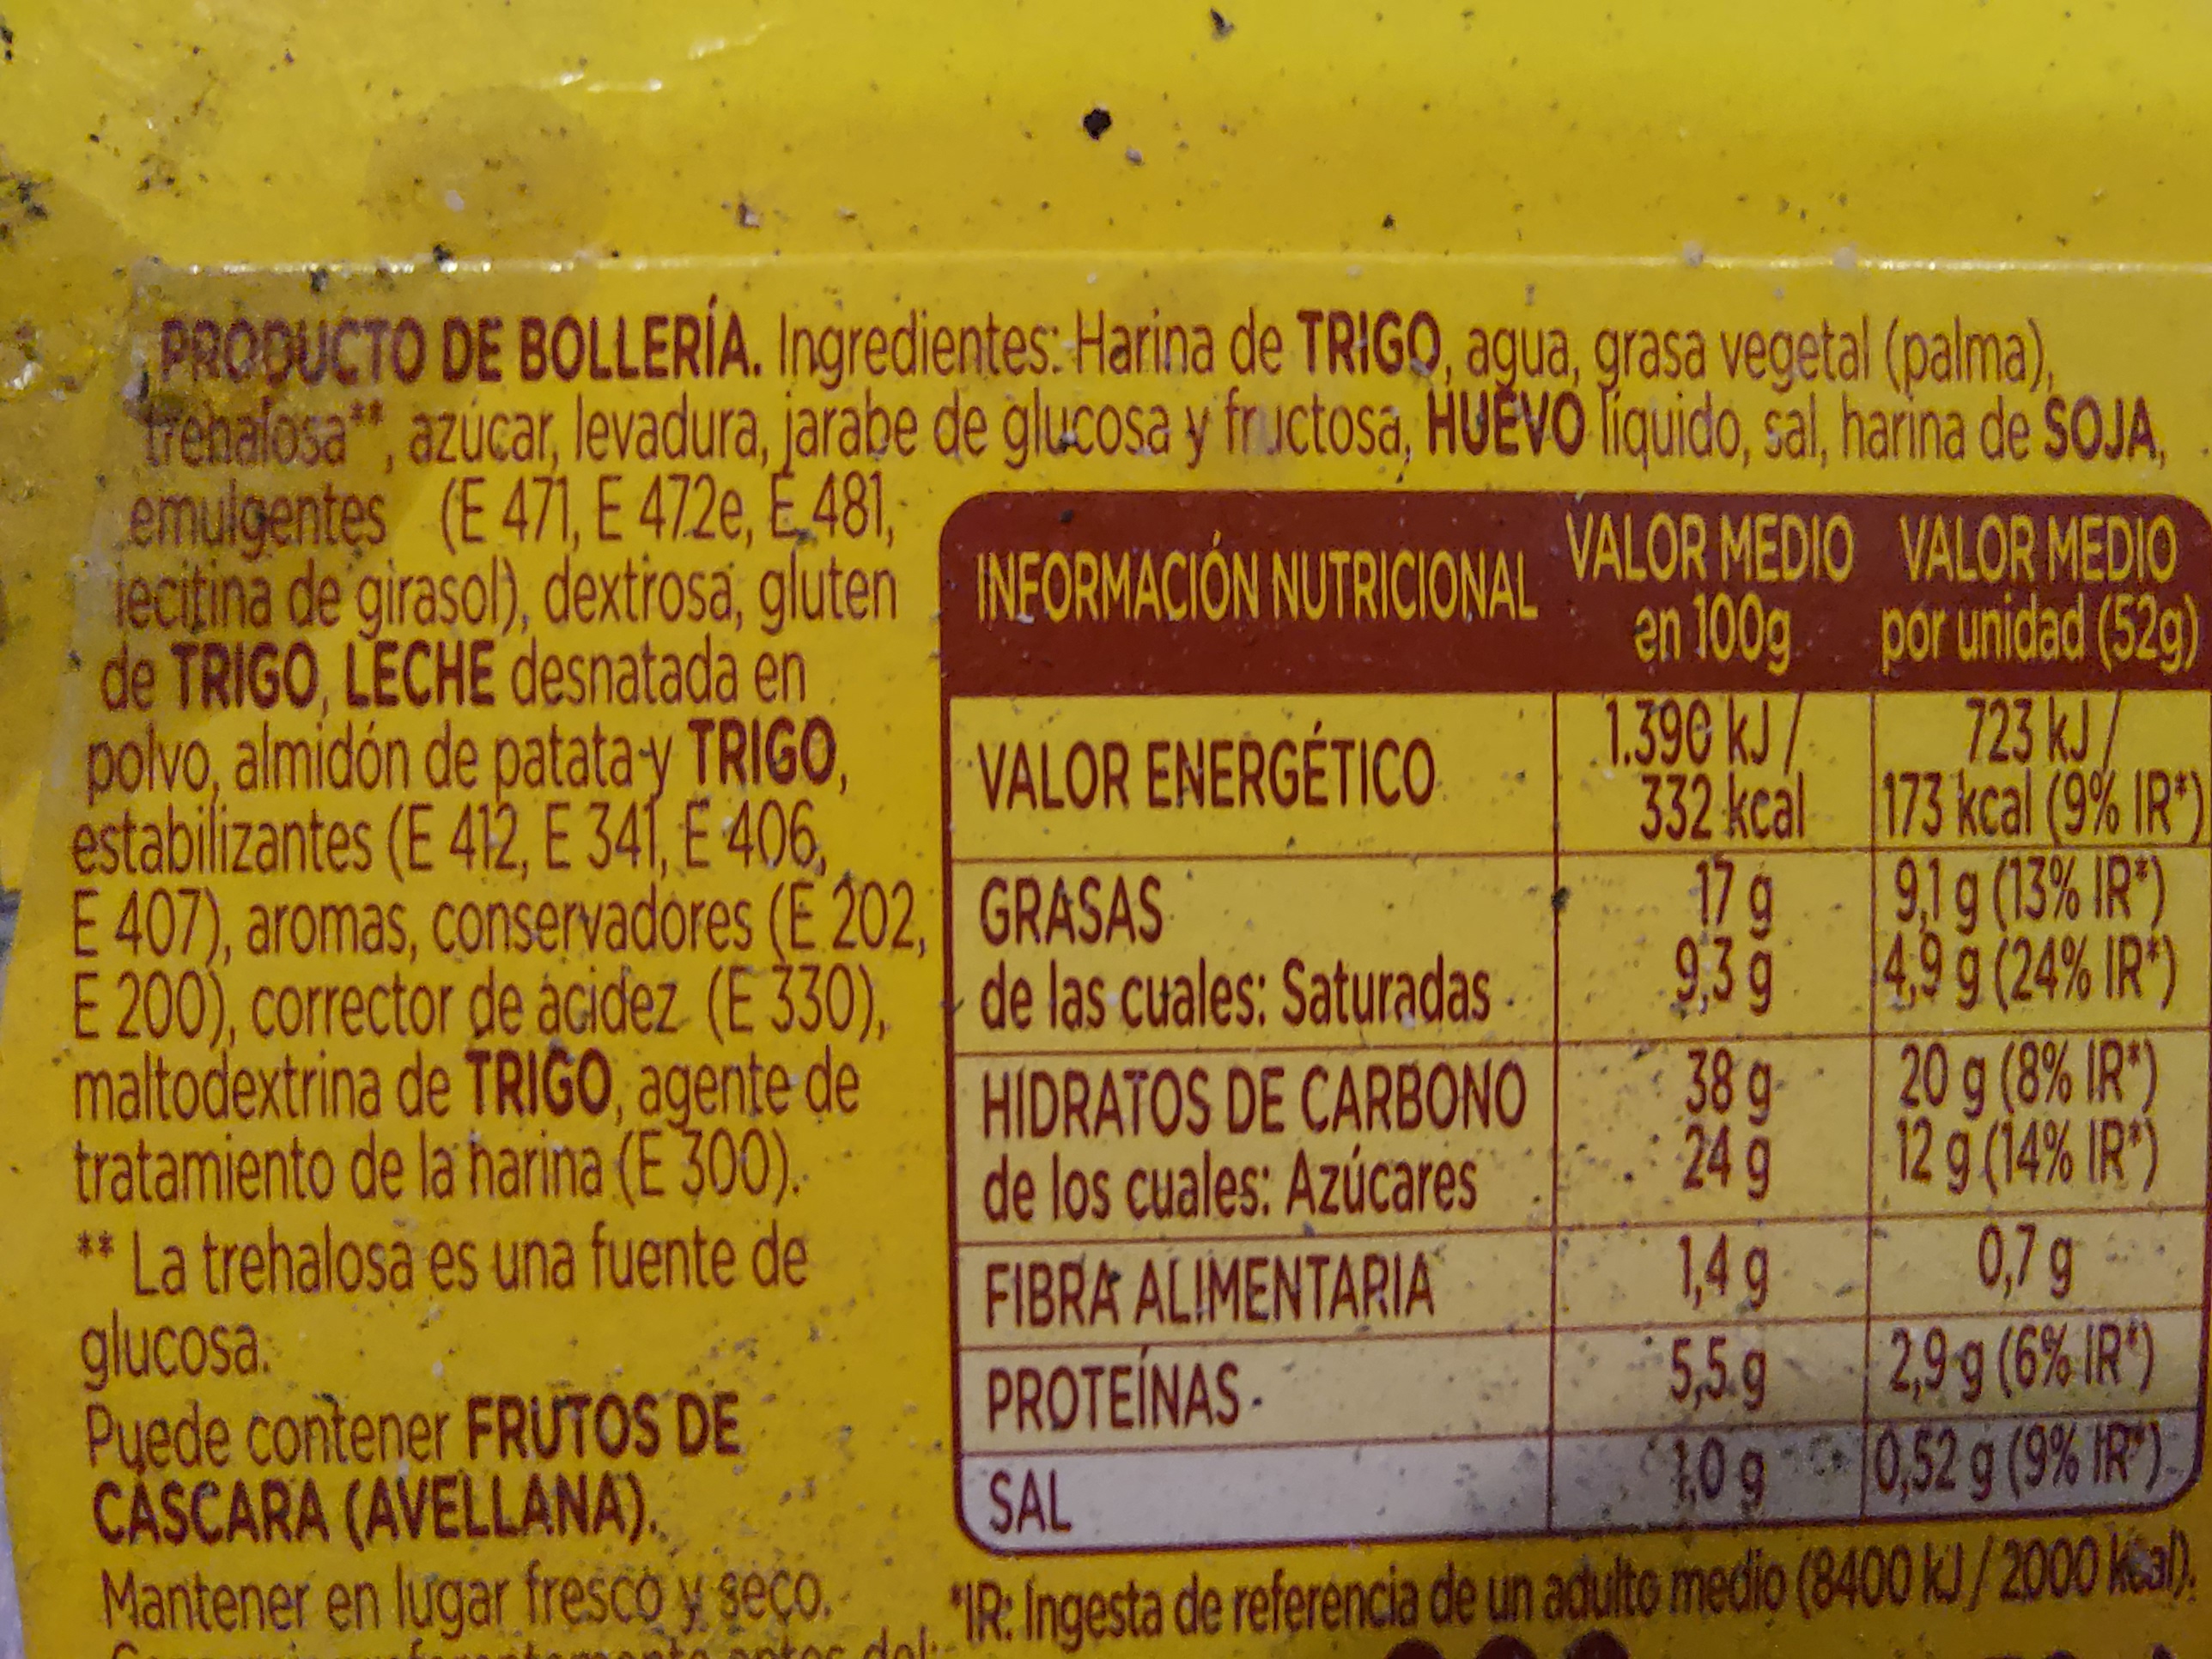 PRODUCTO DE BOLLERÍA. Ingredientes: Harina de TRIGO, agua, grasa vegetal (palma),
trehalosa**, azúcar, levadura, jarabe de glucosa y fructosa, HUEVO líquido, sal, harina de SOJA,
emulgentes (E 471, E 472e, E 481,
lecitina de girasol), dextrosa, gluten
de TRIGO, LECHE desnatada en
polvo, almidón de patata y TRIGO,
estabilizantes (E 412, E 341, E 406,
E 407), aromas, conservadores (E 202,
E 200), corrector de acidez (E 330),
maltodextrina de TRIGO, agente de
tratamiento de la harina (E 300).
** La trehalosa es una fuente de
glucosa.
Puede contener FRUTOS DE
CÁSCARA (AVELLANA).
Mantener en lugar fresco y seco.
INFORMACIÓN NUTRICIONAL VALOR MEDIO en 100g VALOR MEDIO por unidad (52g)
VALOR ENERGÉTICO 1.390 kJ / 332 kcal 723 kJ / 173 kcal (9% IR*)
GRASAS 17 g 9,1 g (13% IR*)
de las cuales: Saturadas 9,3 g 4,9 g (24% IR*)
HIDRATOS DE CARBONO 38 g 20 g (8% IR*)
de los cuales: Azúcares 24 g 12 g (14% IR*)
FIBRA ALIMENTARIA 1,4 g 0,7 g
PROTEÍNAS 5,5 g 2,9 g (6% IR*)
SAL 1,0 g 0,52 g (9% IR*)
*IR: Ingesta de referencia de un adulto medio (8400 kJ / 2000 kcal).